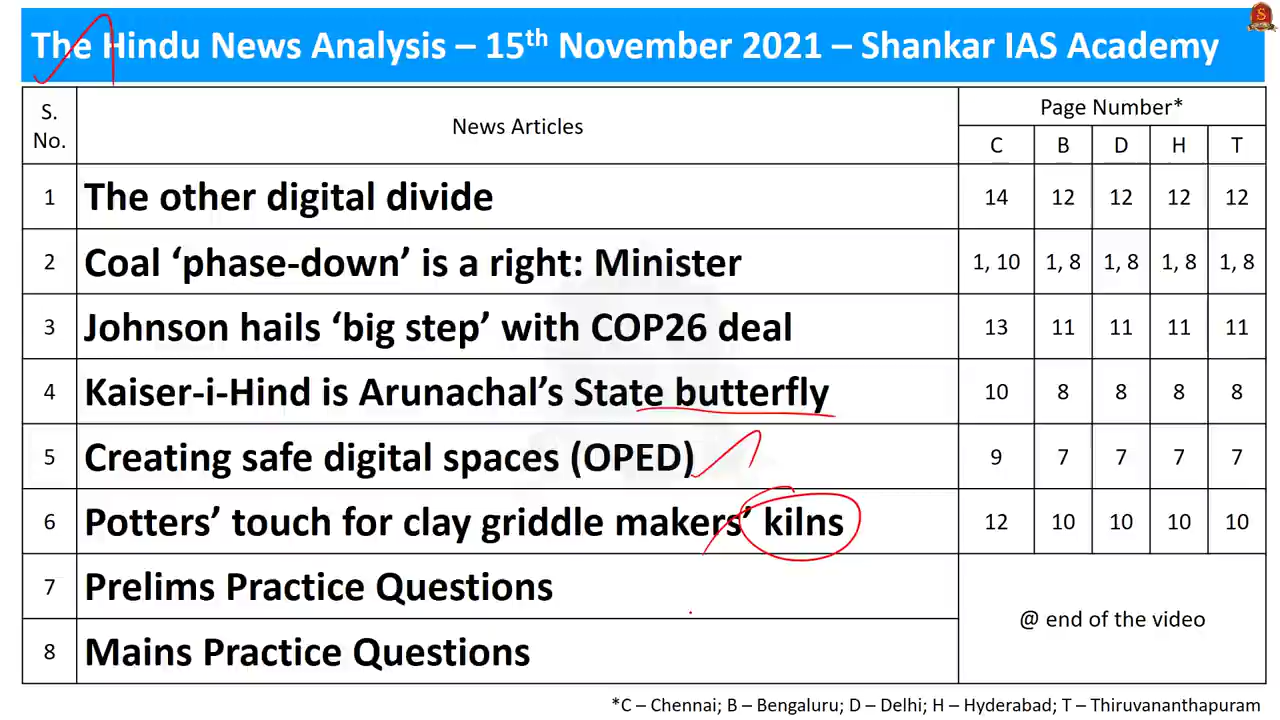 The Hindu News Analysis – 15th November 2021 – Shankar IAS Academy
S. No. News Articles Page Number*
C B D H T
1 The other digital divide 14 12 12 12 12
2 Coal ‘phase-down’ is a right: Minister 1, 10 1, 8 1, 8 1, 8 1, 8
3 Johnson hails ‘big step’ with COP26 deal 13 11 11 11 11
4 Kaiser-i-Hind is Arunachal’s State butterfly 10 8 8 8 8
5 Creating safe digital spaces (OPED) 9 7 7 7 7
6 Potters’ touch for clay griddle makers’ kilns 12 10 10 10 10
7 Prelims Practice Questions
@ end of the video
8 Mains Practice Questions
*C – Chennai; B – Bengaluru; D – Delhi; H – Hyderabad; T – Thiruvananthapuram